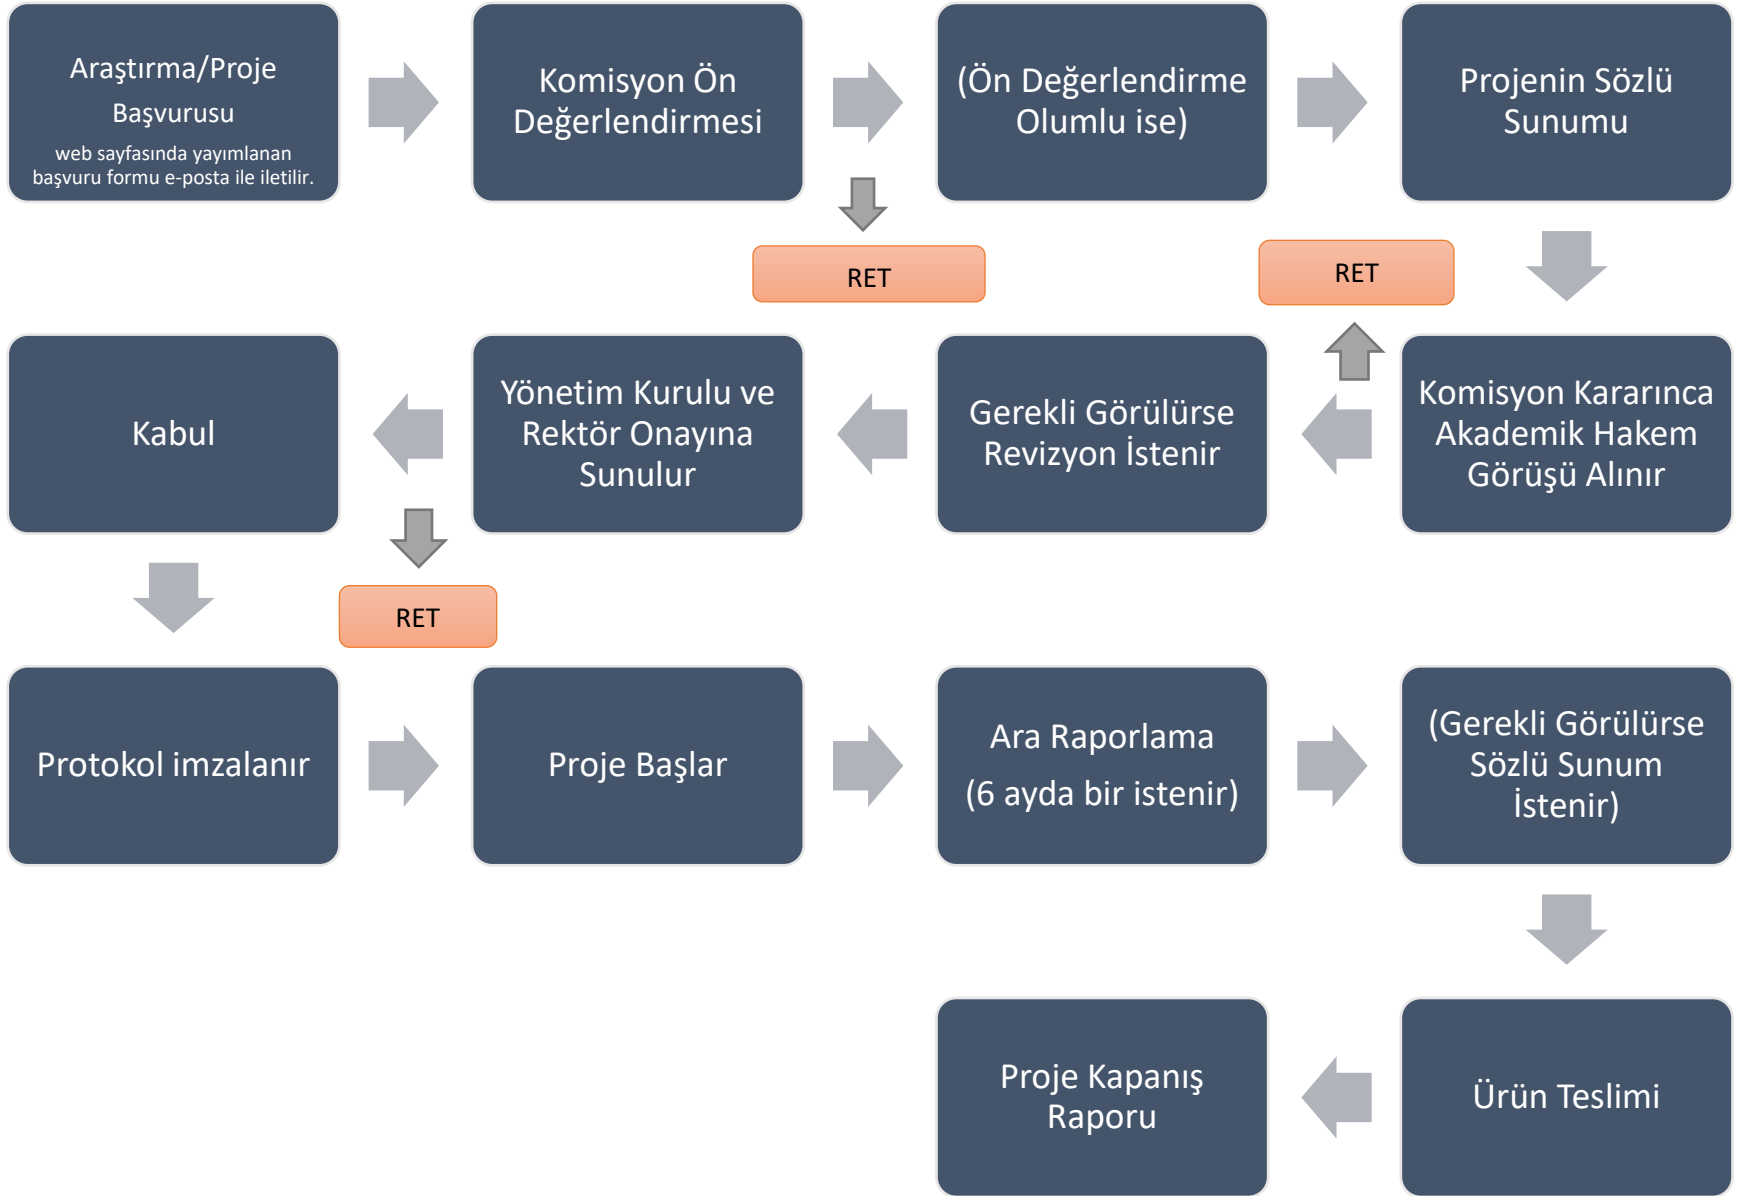 Araştırma/Proje
Başvurusu
web sayfasında yayımlanan
başvuru formu e-posta ile iletilir.
Komisyon Ön
Değerlendirmesi
(Ön Değerlendirme
Olumlu ise)
Projenin Sözlü
Sunumu
RET
RET
Komisyon Kararınca
Akademik Hakem
Görüşü Alınır
Gerekli Görülürse
Revizyon İstenir
Yönetim Kurulu ve
Rektör Onayına
Sunulur
Kabul
RET
Protokol imzalanır
Proje Başlar
Ara Raporlama
(6 ayda bir istenir)
(Gerekli Görülürse
Sözlü Sunum
İstenir)
Ürün Teslimi
Proje Kapanış
Raporu